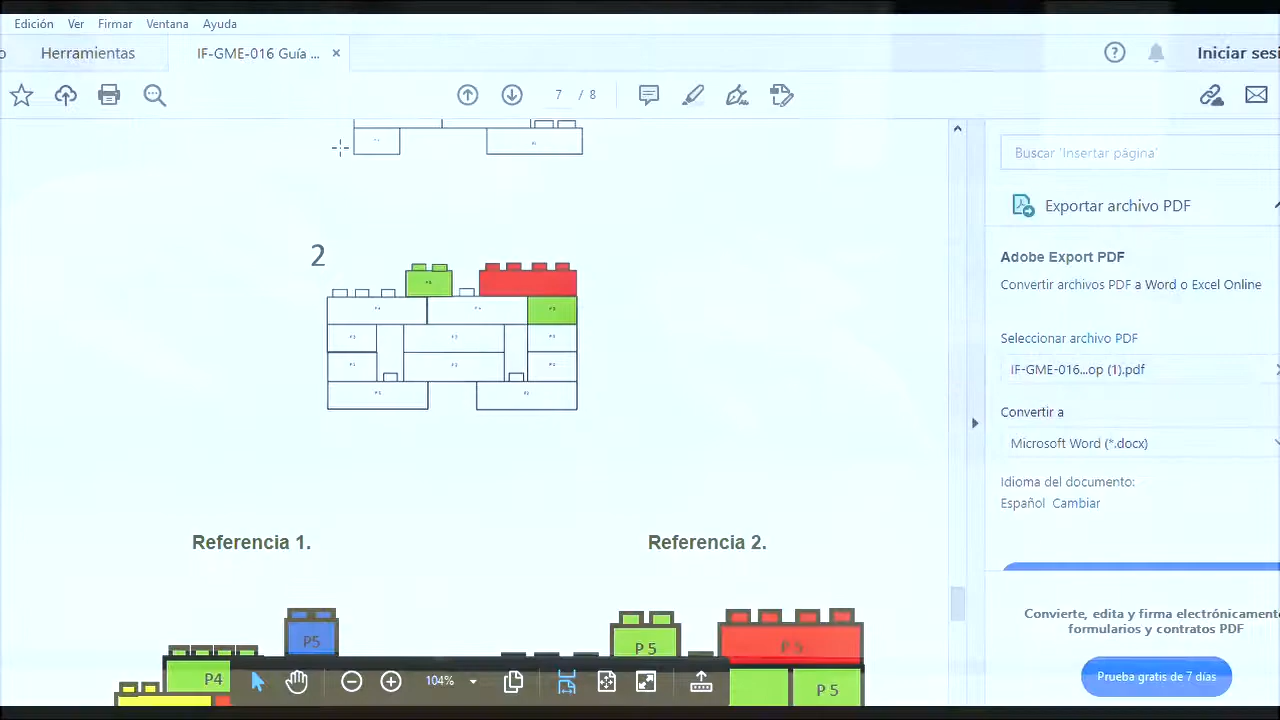 Edición Ver Firmar Ventana Ayuda
Herramientas IF-GME-016 Guía ... × Iniciar sesi
7 / 8
Buscar 'Insertar página'
Exportar archivo PDF
2
Adobe Export PDF
Convertir archivos PDF a Word o Excel Online
Seleccionar archivo PDF
IF-GME-016...op (1).pdf
Convertir a
Microsoft Word (*.docx)
Idioma del documento:
Español Cambiar
Referencia 1. Referencia 2.
Convierte, edita y firma electrónicamente
formularios y contratos PDF
P5 P 5 P 5
P4 104% P 5 Prueba gratis de 7 días